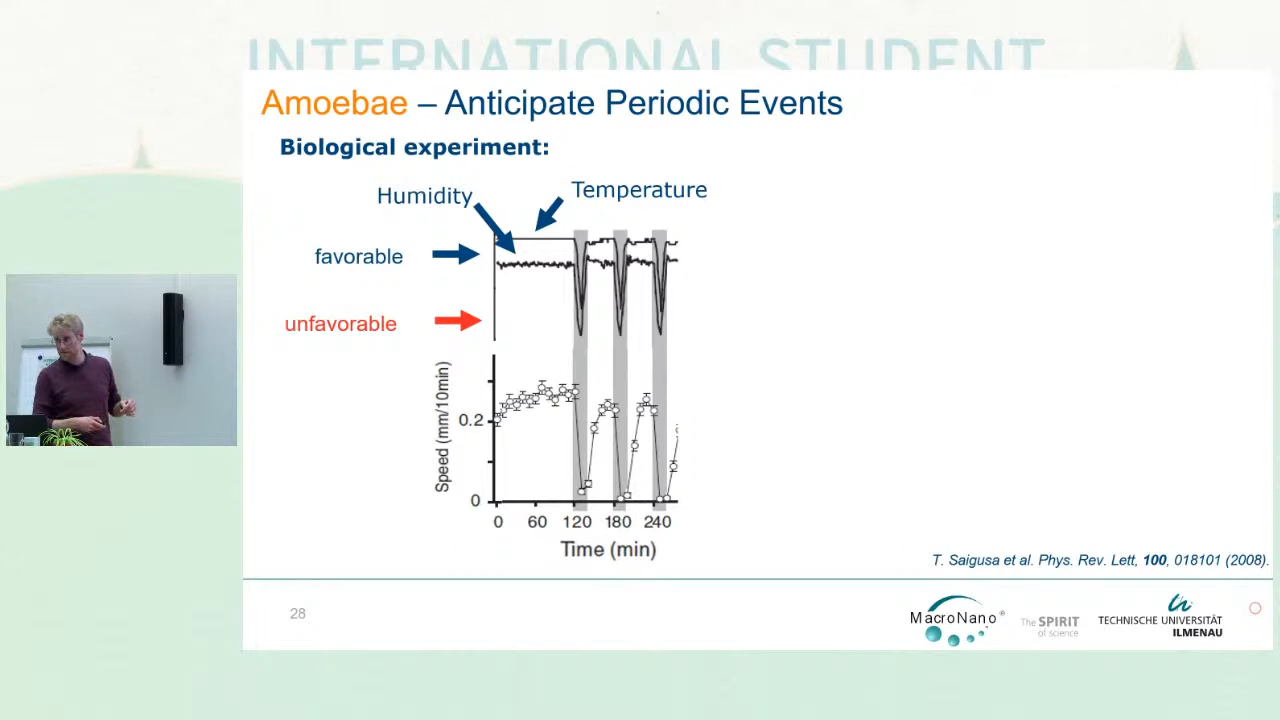 INTERNATIONAL STUDENT
Amoebae – Anticipate Periodic Events
Biological experiment:
Humidity
Temperature
favorable
unfavorable
Speed (mm/10min)
0.2
0
0 60 120 180 240
Time (min)
T. Saigusa et al. Phys. Rev. Lett, 100, 018101 (2008).
28
MacroNano®
The SPIRIT
of science
TECHNISCHE UNIVERSITÄT
ILMENAU